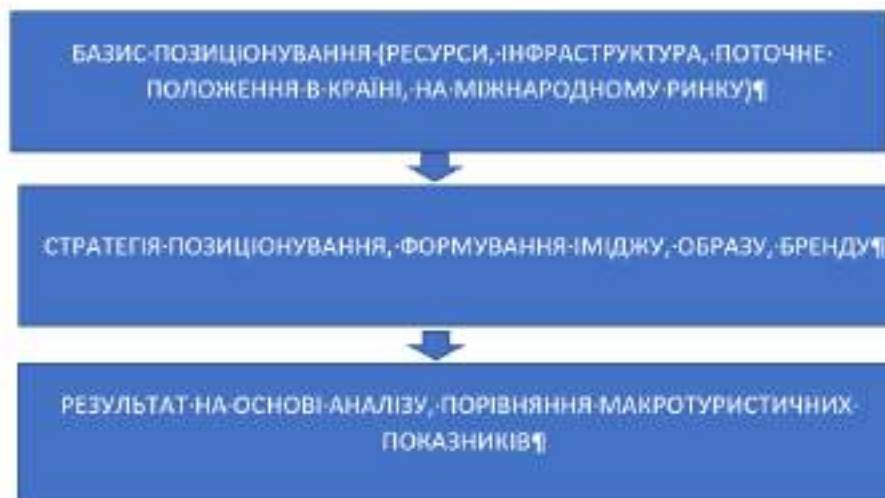 БАЗИС·ПОЗИЦІОНУВАННЯ·(РЕСУРСИ,·ІНФРАСТРУКТУРА,·ПОТОЧНЕ·
ПОЛОЖЕННЯ·В·КРАЇНІ,·НА·МІЖНАРОДНОМУ·РИНКУ)¶
СТРАТЕГІЯ·ПОЗИЦІОНУВАННЯ,·ФОРМУВАННЯ·ІМІДЖУ,·ОБРАЗУ,·БРЕНДУ¶
РЕЗУЛЬТАТ·НА·ОСНОВІ·АНАЛІЗУ,·ПОРІВНЯННЯ·МАКРОТУРИСТИЧНИХ·
ПОКАЗНИКІВ¶